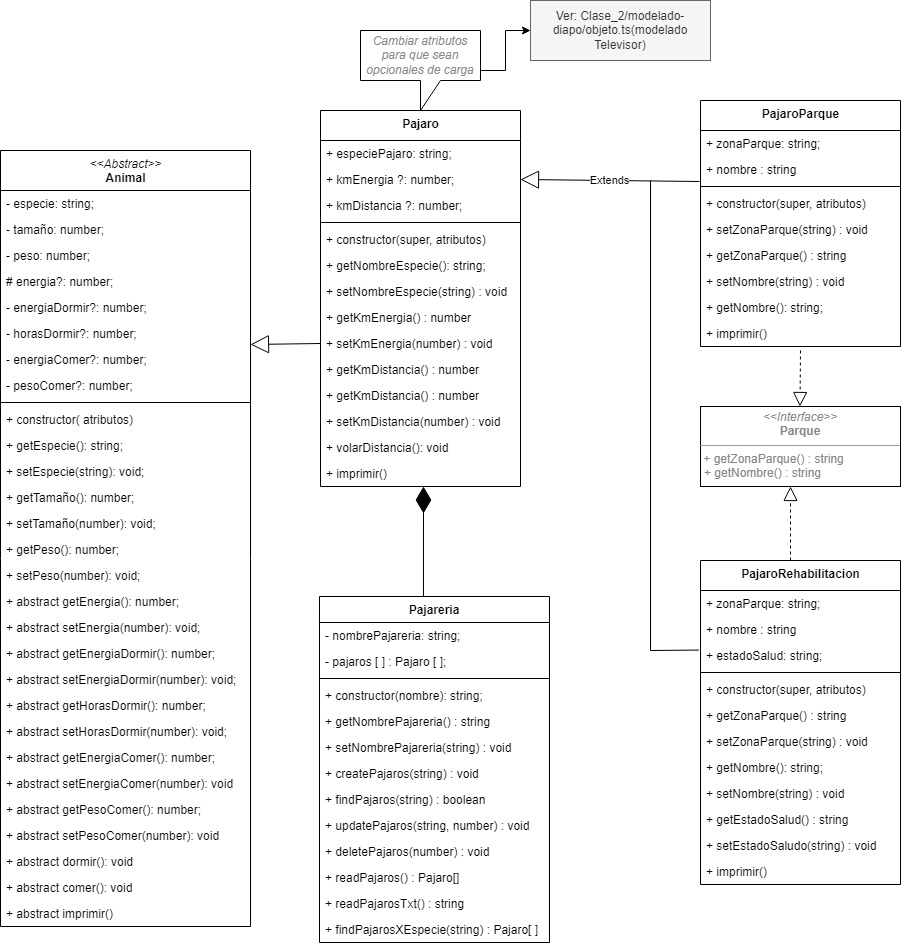 Ver: Clase_2/modelado-
diapo/objeto.ts(modelado
Televisor)
Cambiar atributos
para que sean
opcionales de carga
<<Abstract>>
Animal
- especie: string;
- tamaño: number;
- peso: number;
# energia?: number;
- energiaDormir?: number;
- horasDormir?: number;
- energiaComer?: number;
- pesoComer?: number;
+ constructor( atributos)
+ getEspecie(): string;
+ setEspecie(string): void;
+ getTamaño(): number;
+ setTamaño(number): void;
+ getPeso(): number;
+ setPeso(number): void;
+ abstract getEnergia(): number;
+ abstract setEnergia(number): void;
+ abstract getEnergiaDormir(): number;
+ abstract setEnergiaDormir(number): void;
+ abstract getHorasDormir(): number;
+ abstract setHorasDormir(number): void;
+ abstract getEnergiaComer(): number;
+ abstract setEnergiaComer(number): void
+ abstract getPesoComer(): number;
+ abstract setPesoComer(number): void
+ abstract dormir(): void
+ abstract comer(): void
+ abstract imprimir()
Pajaro
+ especiePajaro: string;
+ kmEnergia ?: number;
+ kmDistancia ?: number;
+ constructor(super, atributos)
+ getNombreEspecie(): string;
+ setNombreEspecie(string) : void
+ getKmEnergia() : number
+ setKmEnergia(number) : void
+ getKmDistancia() : number
+ getKmDistancia() : number
+ setKmDistancia(number) : void
+ volarDistancia(): void
+ imprimir()
Extends
Pajareria
- nombrePajareria: string;
- pajaros [ ] : Pajaro [ ];
+ constructor(nombre): string;
+ getNombrePajareria() : string
+ setNombrePajareria(string) : void
+ createPajaros(string) : void
+ findPajaros(string) : boolean
+ updatePajaros(string, number) : void
+ deletePajaros(number) : void
+ readPajaros() : Pajaro[]
+ readPajarosTxt() : string
+ findPajarosXEspecie(string) : Pajaro[ ]
PajaroParque
+ zonaParque: string;
+ nombre : string
+ constructor(super, atributos)
+ setZonaParque(string) : void
+ getZonaParque() : string
+ setNombre(string) : void
+ getNombre(): string;
+ imprimir()
<<Interface>>
Parque
+ getZonaParque() : string
+ getNombre() : string
PajaroRehabilitacion
+ zonaParque: string;
+ nombre : string
+ estadoSalud: string;
+ constructor(super, atributos)
+ getZonaParque() : string
+ setZonaParque(string) : void
+ getNombre(): string;
+ setNombre(string) : void
+ getEstadoSalud() : string
+ setEstadoSaludo(string) : void
+ imprimir()